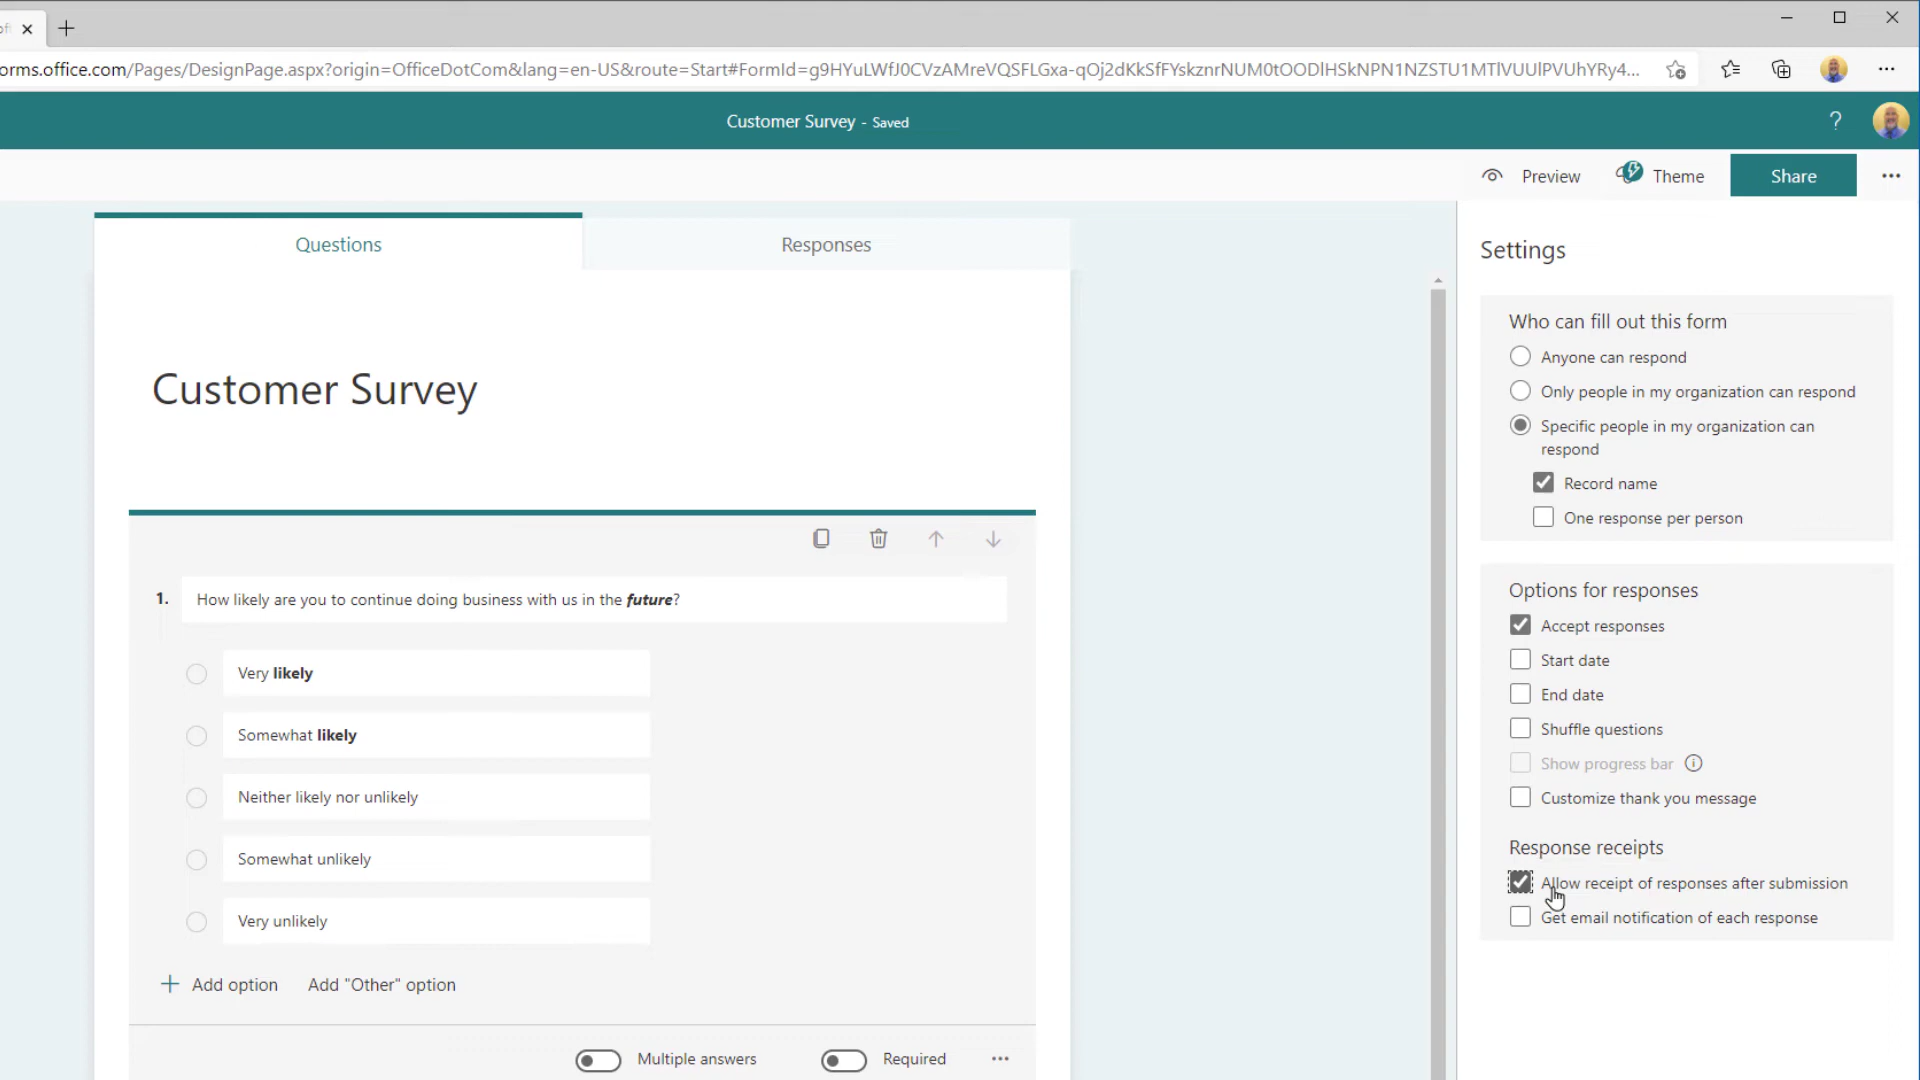 orms.office.com/Pages/DesignPage.aspx?origin=OfficeDotCom&lang=en-US&route=Start#FormId=g9HYuLWfJ0CVzAMreVQSFLGxa-qOj2dKkSfFYskznrNUM0tOODlHSkNPN1NZSTU1MTlVUUlPVUhYRy4...
Customer Survey - Saved
?
Preview
Theme
Share
Questions
Responses
Settings
Who can fill out this form
Anyone can respond
Only people in my organization can respond
Specific people in my organization can
respond
Record name
One response per person
Options for responses
Accept responses
Start date
End date
Shuffle questions
Show progress bar
Customize thank you message
Response receipts
Allow receipt of responses after submission
Get email notification of each response
Customer Survey
1. How likely are you to continue doing business with us in the future?
Very likely
Somewhat likely
Neither likely nor unlikely
Somewhat unlikely
Very unlikely
Add option
Add "Other" option
Multiple answers
Required